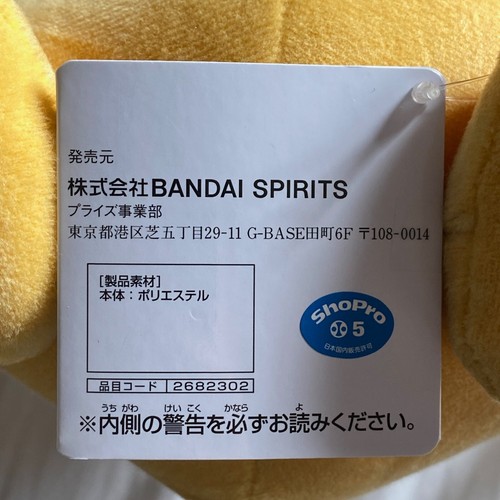 発売元
株式会社BANDAI SPIRITS
プライズ事業部
東京都港区芝五丁目29-11 G-BASE田町6F 〒108-0014
[製品素材]
本体：ポリエステル
ShoPro
5
日本国内販売許可
品目コード 2682302
うち がわ けい こく かなら よ
※内側の警告を必ずお読みください。